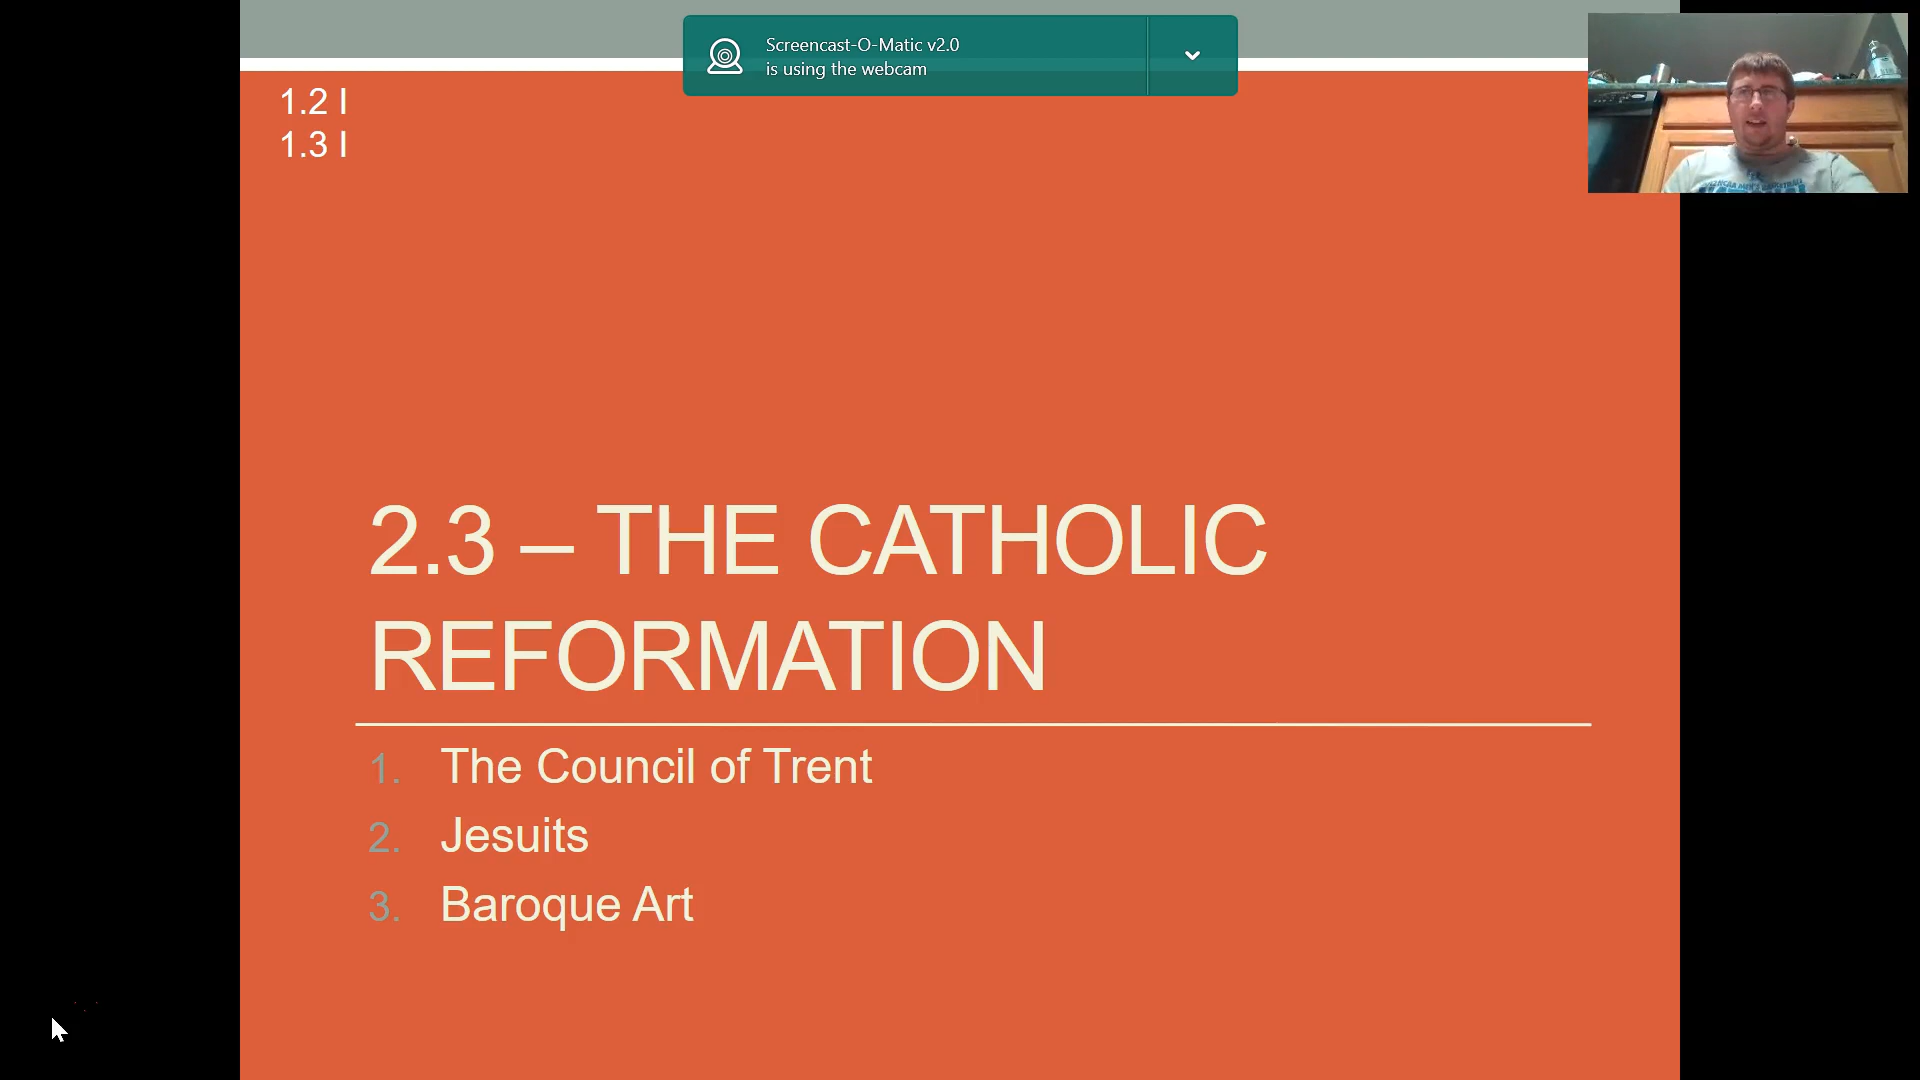 Screencast-O-Matic v2.0
is using the webcam
1.2 I
1.3 I
2.3 – THE CATHOLIC
REFORMATION
1. The Council of Trent
2. Jesuits
3. Baroque Art